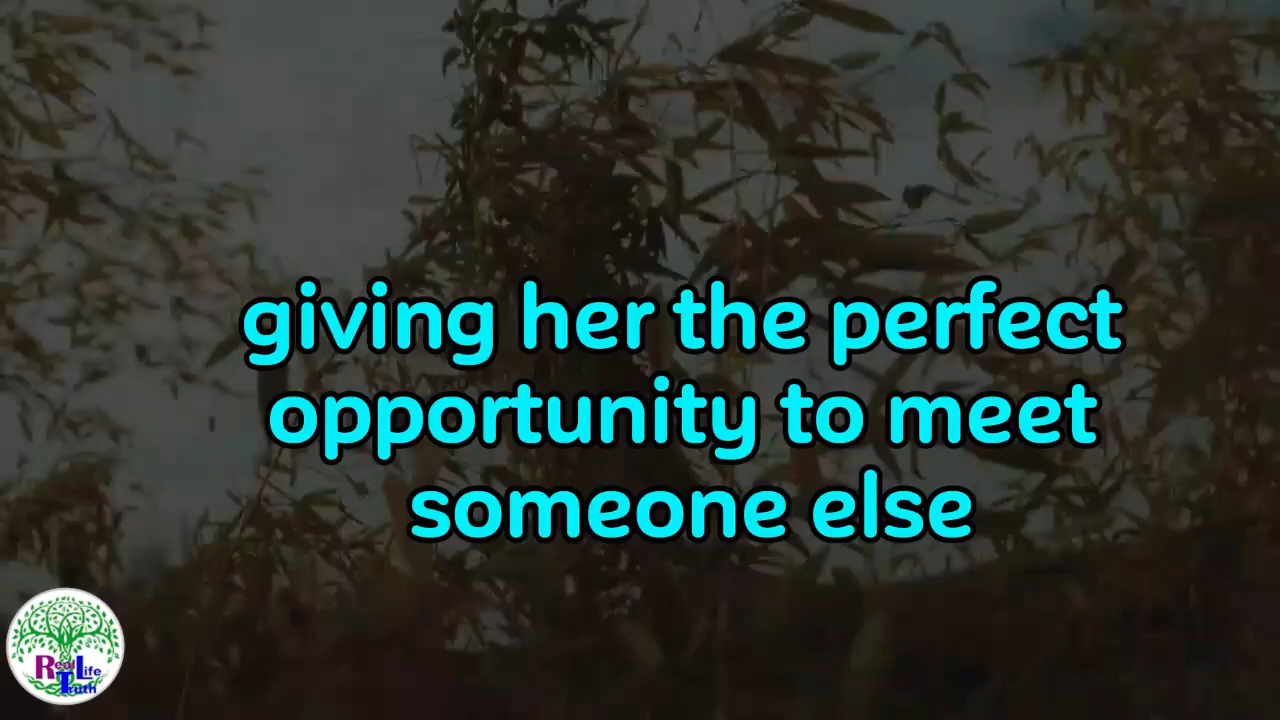 giving her the perfect
opportunity to meet
someone else
Real Life
Truth